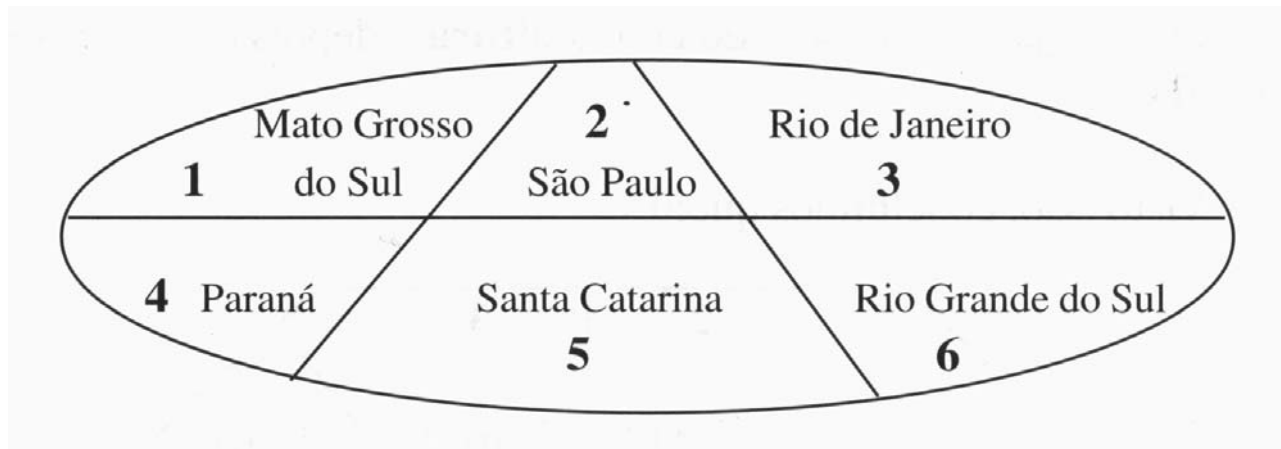 Mato Grosso
1 do Sul
2
São Paulo
Rio de Janeiro
3
4 Paraná
Santa Catarina
5
Rio Grande do Sul
6